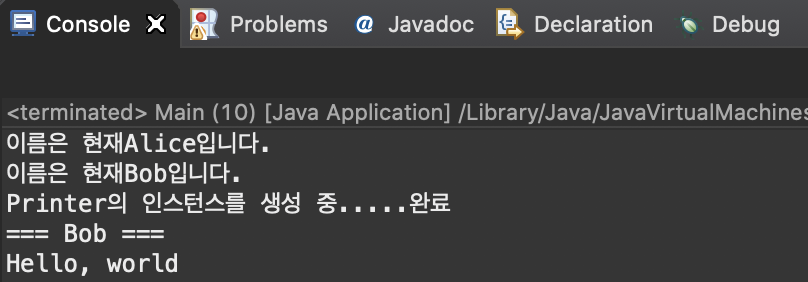 Console Problems @ Javadoc Declaration Debug
<terminated> Main (10) [Java Application] /Library/Java/JavaVirtualMachines
이름은 현재Alice입니다.
이름은 현재Bob입니다.
Printer의 인스턴스를 생성 중.....완료
=== Bob ===
Hello, world